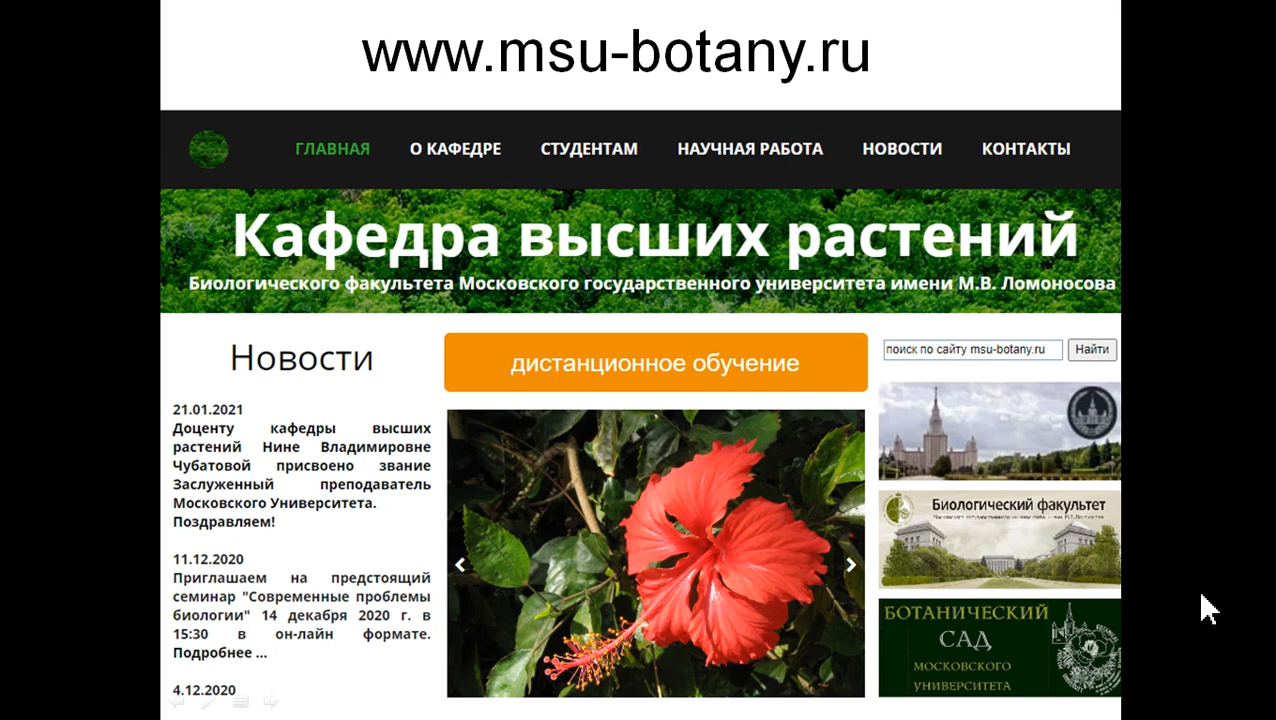 www.msu-botany.ru
ГЛАВНАЯ О КАФЕДРЕ СТУДЕНТАМ НАУЧНАЯ РАБОТА НОВОСТИ КОНТАКТЫ
Кафедра высших растений
Биологического факультета Московского государственного университета имени М.В. Ломоносова
Новости
21.01.2021
Доценту кафедры высших
растений Нине Владимировне
Чубатовой присвоено звание
Заслуженный преподаватель
Московского Университета.
Поздравляем!
11.12.2020
Приглашаем на предстоящий
семинар "Современные проблемы
биологии" 14 декабря 2020 г. в
15:30 в он-лайн формате.
Подробнее ...
4.12.2020
дистанционное обучение
поиск по сайту msu-botany.ru Найти
Биологический факультет
БОТАНИЧЕСКИЙ
САД
МОСКОВСКОГО
УНИВЕРСИТЕТА